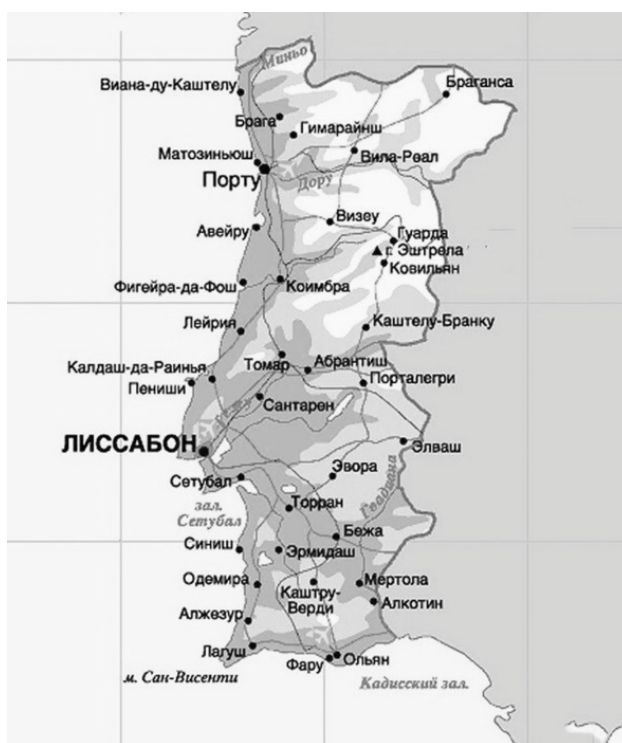 Миньо
Виана-ду-Каштелу
Браганса
Брага
Гимарайнш
Матозиньюш
Вила-Реал
Порту
Дору
Визеу
Авейру
Гуарда
г. Эштрела
Ковильян
Фигейра-да-Фош
Коимбра
Лейрия
Каштелу-Бранку
Томар
Абрантиш
Калдаш-да-Раинья
Пениши
Порталегри
Сантарен
ЛИССАБОН
Элваш
Эвора
Сетубал
Гвадиана
зал.
Сетубал
Торран
Бежа
Синиш
Эрмидаш
Одемира
Каштру-
Верди
Мертола
Алкотин
Алжезур
Лагуш
Фару
Ольян
м. Сан-Висенти
Кадисский зал.